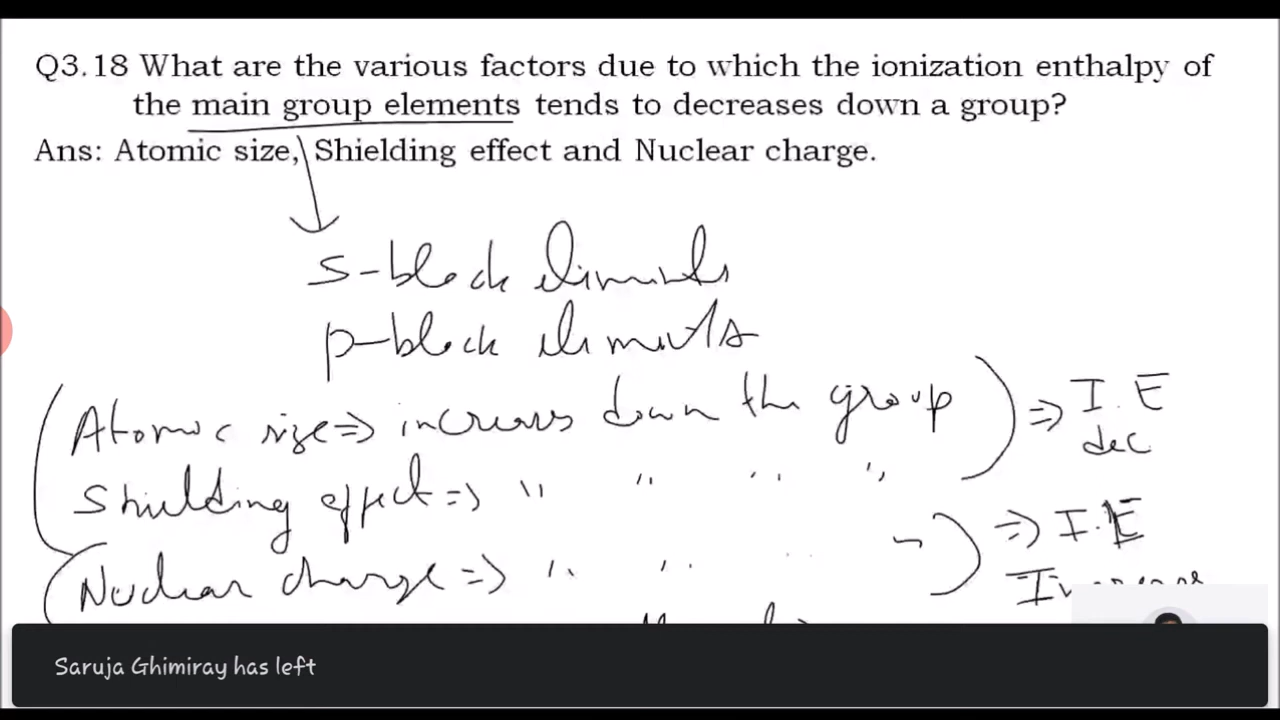 Q3.18 What are the various factors due to which the ionization enthalpy of
the main group elements tends to decreases down a group?
Ans: Atomic size, Shielding effect and Nuclear charge.
s-block elements
p-block elements
Atomic size => increases down the group => I.E
dec
Shielding effect => " " " "
Nuclear charge => " " " => I.E
Saruja Ghimiray has left